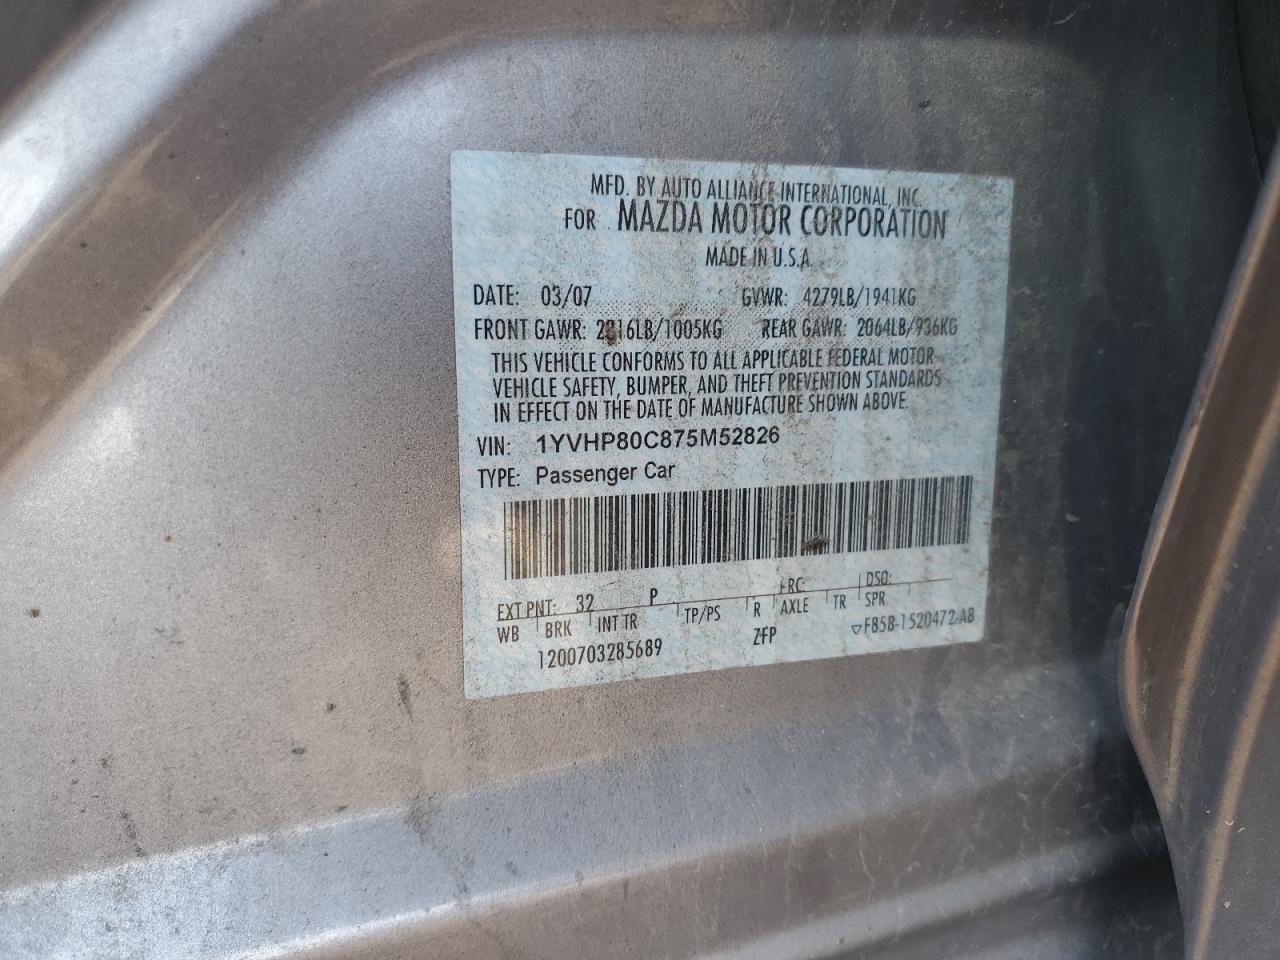 MFD. BY AUTO ALLIANCE INTERNATIONAL, INC.
FOR MAZDA MOTOR CORPORATION
MADE IN U.S.A.
DATE: 03/07 GVWR: 4279LB/1941KG
FRONT GAWR: 2216LB/1005KG REAR GAWR: 2064LB/936KG
THIS VEHICLE CONFORMS TO ALL APPLICABLE FEDERAL MOTOR
VEHICLE SAFETY, BUMPER, AND THEFT PREVENTION STANDARDS
IN EFFECT ON THE DATE OF MANUFACTURE SHOWN ABOVE.
VIN: 1YVHP80C875M52826
TYPE: Passenger Car
EXT PNT: 32 P RC: DSO:
WB BRK INT TR TP/PS R AXLE TR SPR
1200703285689 ZFP ▽F85B-1520472-AB